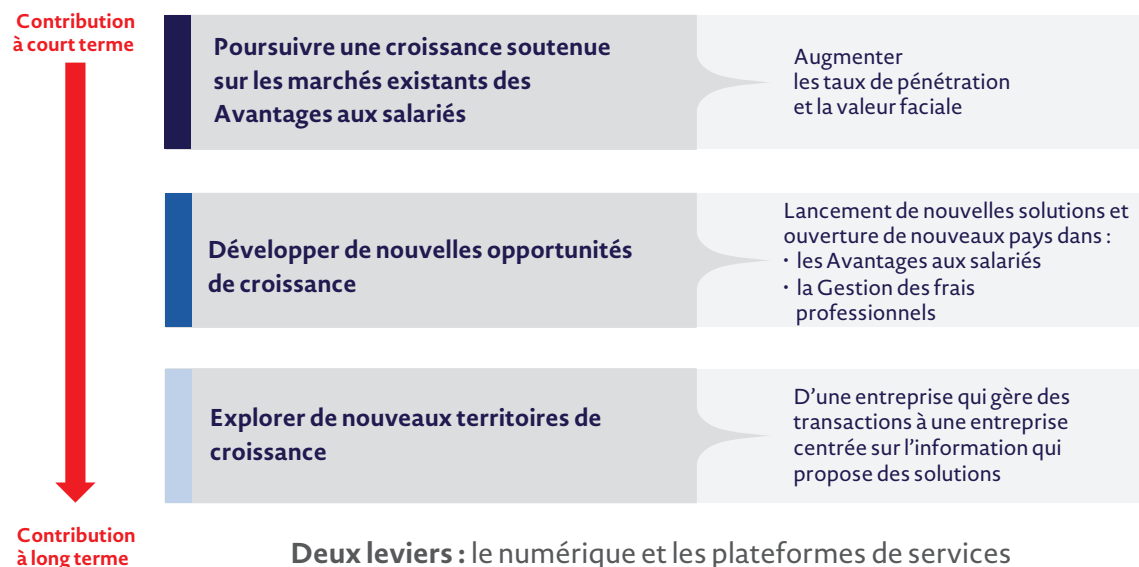 Contribution
à court terme
Poursuivre une croissance soutenue
sur les marchés existants des
Avantages aux salariés
Augmenter
les taux de pénétration
et la valeur faciale
Développer de nouvelles opportunités
de croissance
Lancement de nouvelles solutions et
ouverture de nouveaux pays dans :
• les Avantages aux salariés
• la Gestion des frais
professionnels
Explorer de nouveaux territoires de
croissance
D’une entreprise qui gère des
transactions à une entreprise
centrée sur l’information qui
propose des solutions
Contribution
à long terme
Deux leviers : le numérique et les plateformes de services